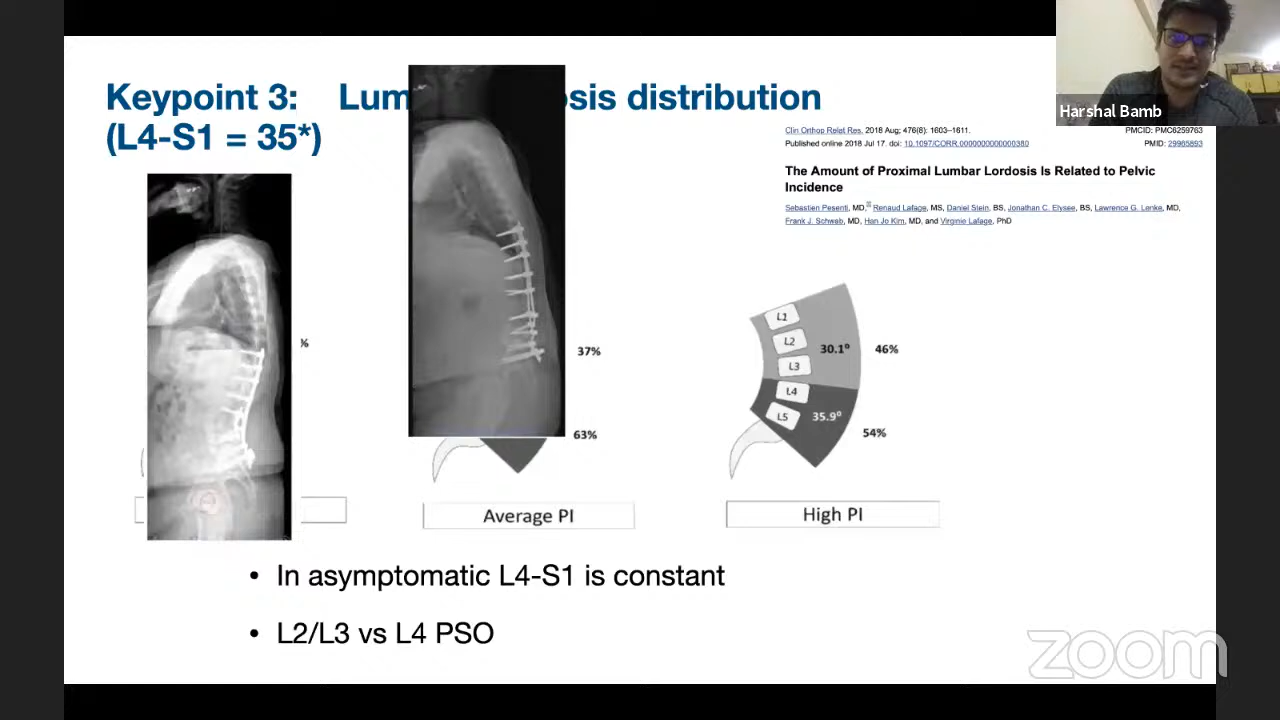 Harshal Bamb
Keypoint 3: Lum sis distribution
(L4-S1 = 35*)
Clin Orthop Relat Res. 2018 Aug; 476(8): 1603–1611.
PMCID: PMC6259763
Published online 2018 Jul 17. doi: 10.1097/CORR.0000000000000380
PMID: 29965893
The Amount of Proximal Lumbar Lordosis Is Related to Pelvic
Incidence
Sebastien Pesenti, MD, Renaud Lafage, MS, Daniel Stein, BS, Jonathan C. Elysee, BS, Lawrence G. Lenke, MD,
Frank J. Schwab, MD, Han Jo Kim, MD, and Virginie Lafage, PhD
%
37%
63%
L1
L2
L3
L4
L5
30.1°
35.9°
46%
54%
Average PI
High PI
• In asymptomatic L4-S1 is constant
• L2/L3 vs L4 PSO
zoom